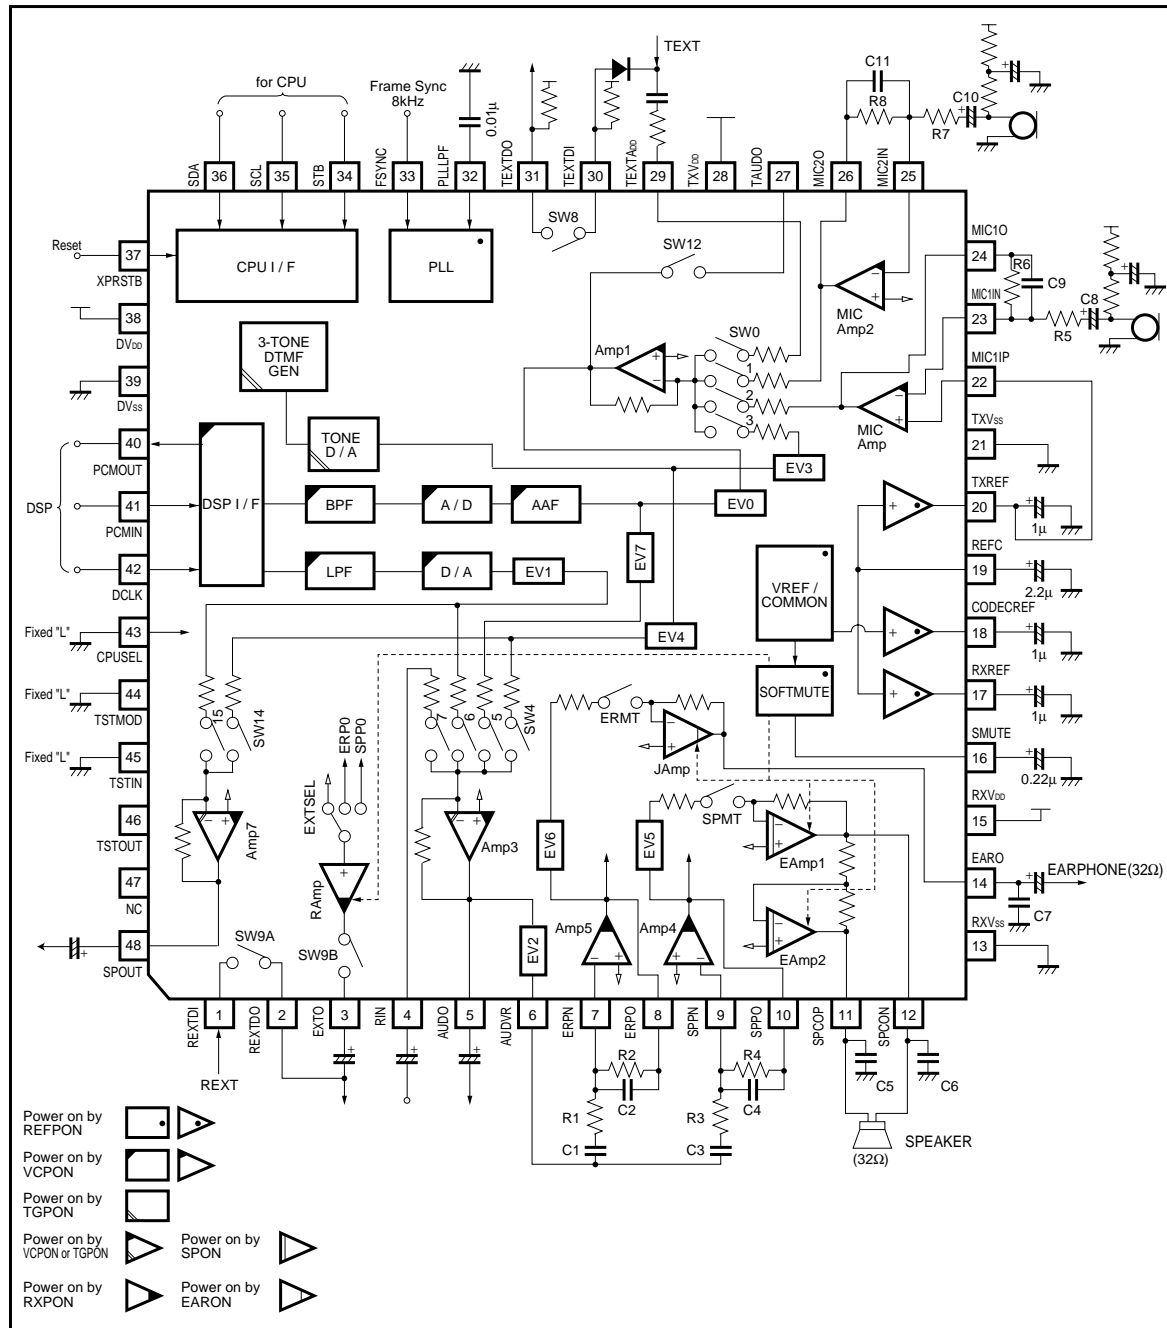 TEXT
C11
for CPU
Frame Sync
8kHz
0.01μ
R8
C10
R7
SDA
SCL
STB
FSYNC
PLLLPF
TEXTDO
TEXTDI
TEXTADD
TXVDD
TAUDO
MIC2O
MIC2IN
36
35
34
33
32
31
30
29
28
27
26
25
SW8
Reset
37
XPRSTB
CPU I / F
PLL
SW12
MIC1O
24
R6
C9
38
DVDD
MIC
Amp2
MIC1IN
23
C8
R5
3-TONE
DTMF
GEN
Amp1
SW0
1
2
3
MIC1IP
22
39
DVSS
MIC
Amp
TXVSS
21
40
PCMOUT
TONE
D / A
EV3
DSP
41
PCMIN
DSP I / F
BPF
A / D
AAF
EV0
TXREF
20
1μ
42
DCLK
LPF
D / A
EV1
EV7
VREF /
COMMON
REFC
19
2.2μ
Fixed "L"
43
CPUSEL
EV4
CODECREF
18
1μ
Fixed "L"
44
TSTMOD
15
SW14
7
6
5
SW4
ERMT
SOFTMUTE
RXREF
17
1μ
Fixed "L"
45
TSTIN
EXTSEL
ERP0
SPP0
JAmp
SMUTE
16
0.22μ
46
TSTOUT
Amp7
Amp3
EV6
EV5
SPMT
EAmp1
RXVDD
15
47
NC
RAmp
EARO
14
EARPHONE(32Ω)
C7
48
SPOUT
SW9A
SW9B
EV2
Amp5
Amp4
EAmp2
RXVSS
13
1
2
3
4
5
6
7
8
9
10
11
12
REXTDI
REXTDO
EXTO
RIN
AUDO
AUDVR
ERPN
ERPO
SPPN
SPPO
SPCOP
SPCON
REXT
R2
C2
R4
C4
C5
C6
R1
C1
R3
C3
SPEAKER
(32Ω)
Power on by
REFPON
Power on by
VCPON
Power on by
TGPON
Power on by
VCPON or TGPON
Power on by
SPON
Power on by
RXPON
Power on by
EARON